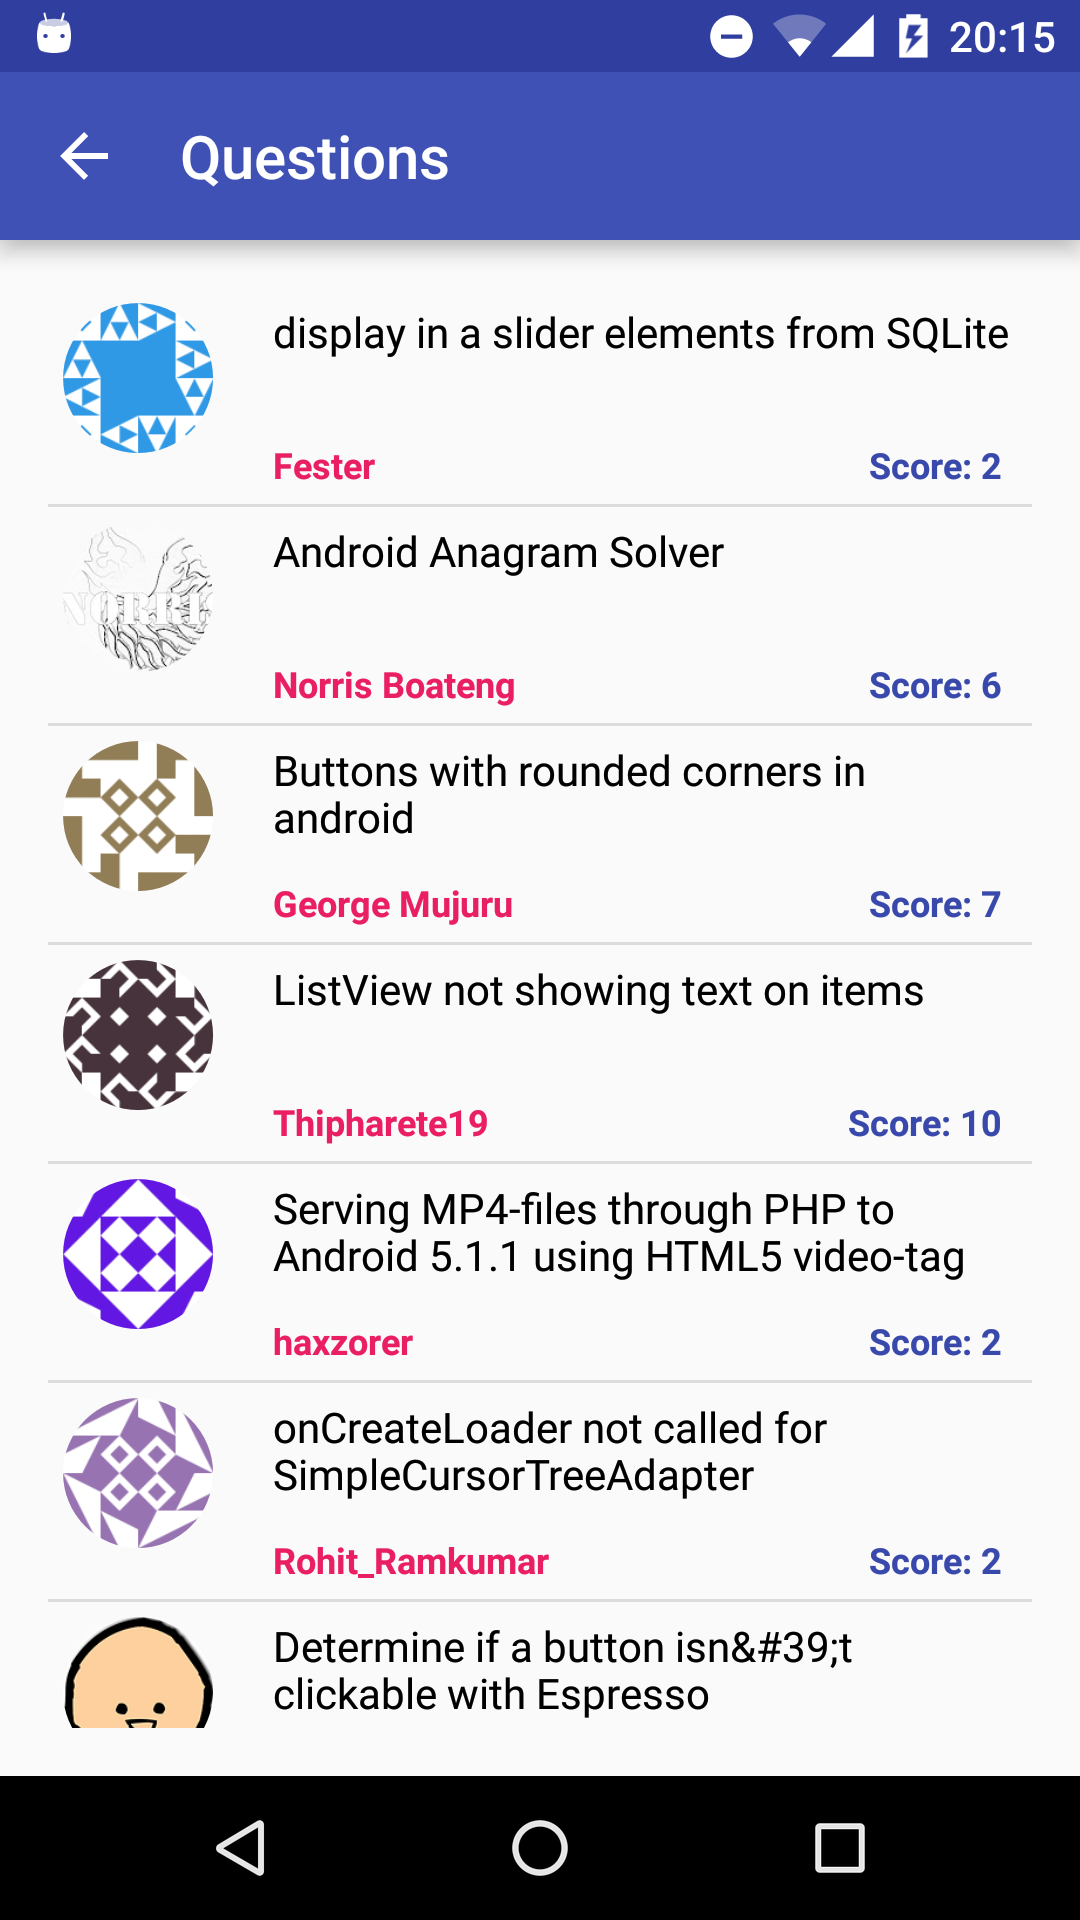 20:15
Questions
display in a slider elements from SQLite
Fester Score: 2
NORRIS
Android Anagram Solver
Norris Boateng Score: 6
Buttons with rounded corners in
android
George Mujuru Score: 7
ListView not showing text on items
Thipharete19 Score: 10
Serving MP4-files through PHP to
Android 5.1.1 using HTML5 video-tag
haxzorer Score: 2
onCreateLoader not called for
SimpleCursorTreeAdapter
Rohit_Ramkumar Score: 2
Determine if a button isn&#39;t
clickable with Espresso